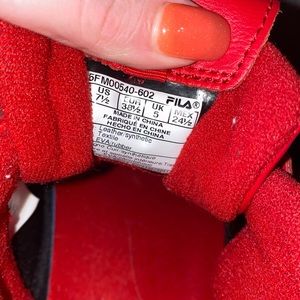 5FM00540-602 FILA®
US EUR UK MEX
7½ 38½ 5 24½
MADE IN CHINA
FABRIQUÉ EN CHINE
HECHO EN CHINA
Leather synthetic
Textile
EVA rubber